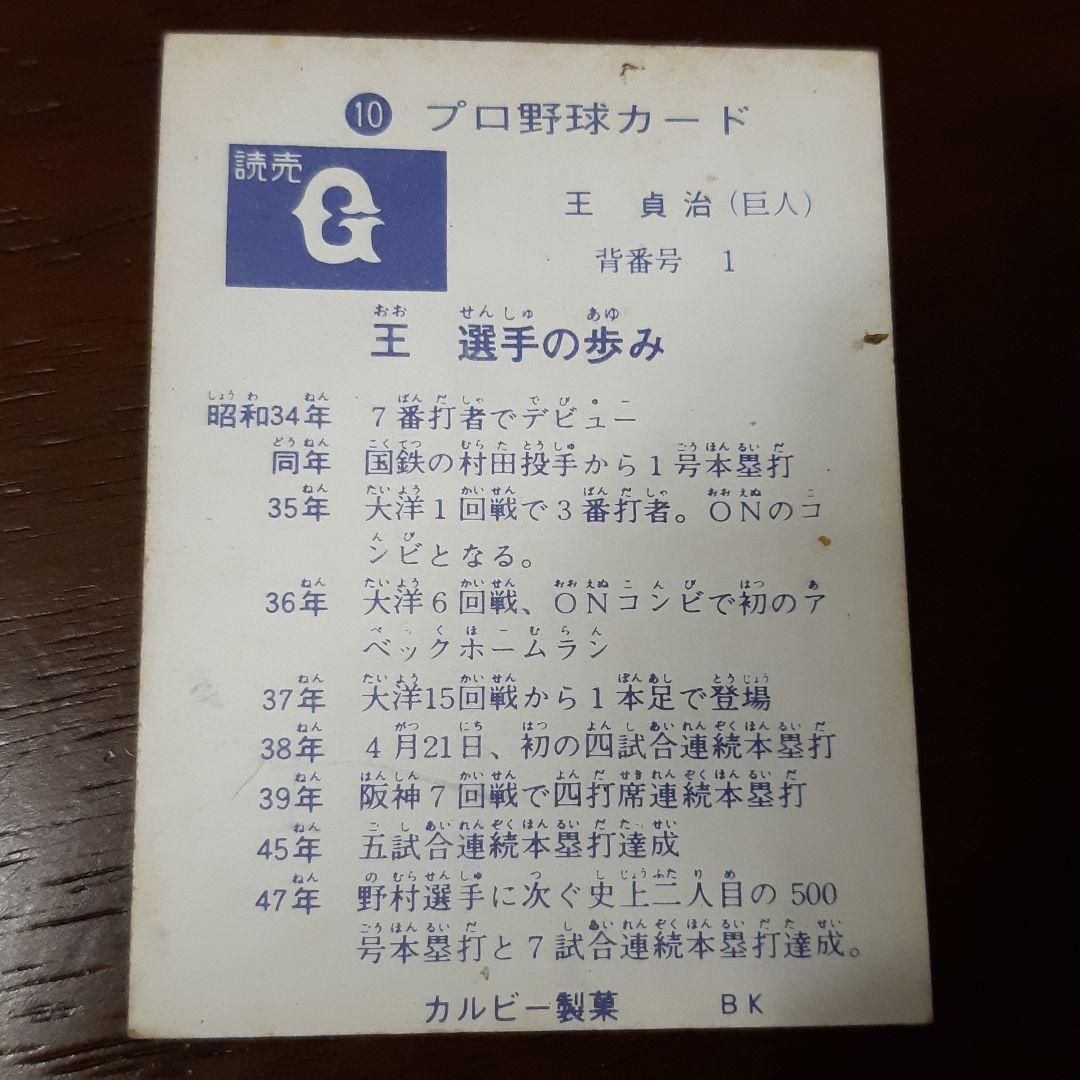 ⑩ プロ野球カード
読売
G
王 貞治(巨人)
背番号 1
おお せんしゅ あゆ
王 選手の歩み
しょうわ ねん ばんだしゃ でびゅー
昭和34年 7番打者でデビュー
どうねん こくてつ むらたとうしゅ ごうほんるいだ
同年 国鉄の村田投手から1号本塁打
ねん たいよう かいせん ばんだしゃ おおえぬ こ
35年 大洋1回戦で3番打者。ONのコ
んび
ンビとなる。
ねん たいよう かいせん おおえぬこんび はつ あ
36年 大洋6回戦、ONコンビで初のア
べっくほーむらん
ベックホームラン
ねん たいよう かいせん ぽんあし とうじょう
37年 大洋15回戦から1本足で登場
ねん がつ にち はつ よんしあいれんぞくほんるいだ
38年 4月21日、初の四試合連続本塁打
ねん はんしん かいせん よんだせきれんぞくほんるいだ
39年 阪神7回戦で四打席連続本塁打
ねん ごしあいれんぞくほんるいだたっせい
45年 五試合連続本塁打達成
ねん のむらせんしゅ つ しじょうふたりめ
47年 野村選手に次ぐ史上二人目の500
ごうほんるいだ しあいれんぞくほんるいだたっせい
号本塁打と7試合連続本塁打達成。
カルビー製菓 BK